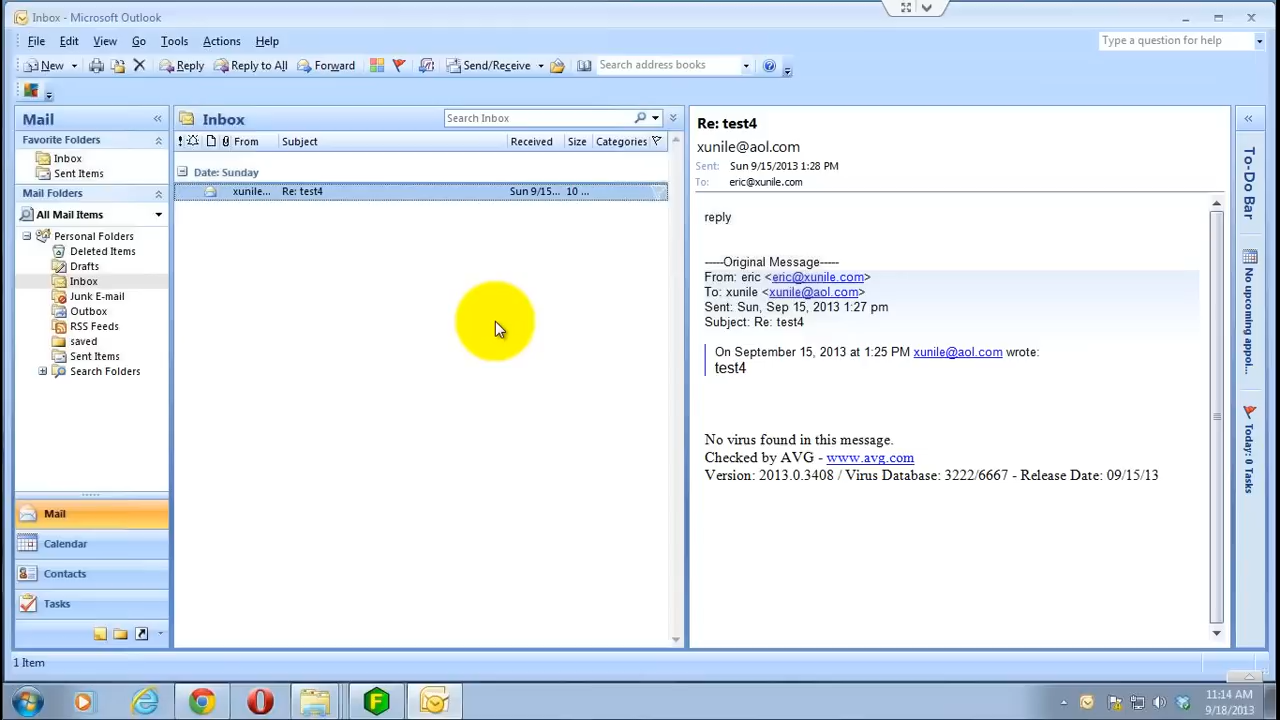 Inbox - Microsoft Outlook
File Edit View Go Tools Actions Help
Type a question for help
New Reply Reply to All Forward Send/Receive Search address books
Mail
Favorite Folders
Inbox
Sent Items
Mail Folders
All Mail Items
Personal Folders
Deleted Items
Drafts
Inbox
Junk E-mail
Outbox
RSS Feeds
saved
Sent Items
Search Folders
Mail
Calendar
Contacts
Tasks
Inbox
Search Inbox
From Subject Received Size Categories
Date: Sunday
xunile... Re: test4 Sun 9/15... 10 ...
Re: test4
xunile@aol.com
Sent: Sun 9/15/2013 1:28 PM
To: eric@xunile.com
reply
-----Original Message-----
From: eric <eric@xunile.com>
To: xunile <xunile@aol.com>
Sent: Sun, Sep 15, 2013 1:27 pm
Subject: Re: test4
On September 15, 2013 at 1:25 PM xunile@aol.com wrote:
test4
No virus found in this message.
Checked by AVG - www.avg.com
Version: 2013.0.3408 / Virus Database: 3222/6667 - Release Date: 09/15/13
To-Do Bar
No upcoming appoi...
Today: 0 Tasks
1 Item
11:14 AM
9/18/2013